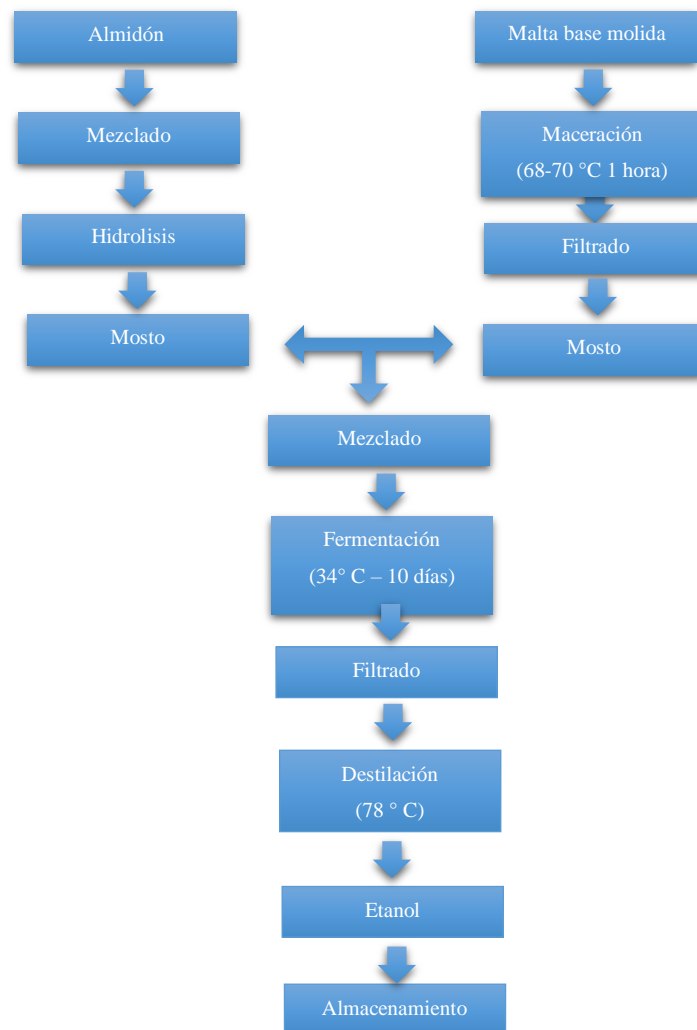 Almidón
Mezclado
Hidrolisis
Mosto
Malta base molida
Maceración
(68-70 °C 1 hora)
Filtrado
Mosto
Mezclado
Fermentación
(34° C – 10 días)
Filtrado
Destilación
(78 ° C)
Etanol
Almacenamiento